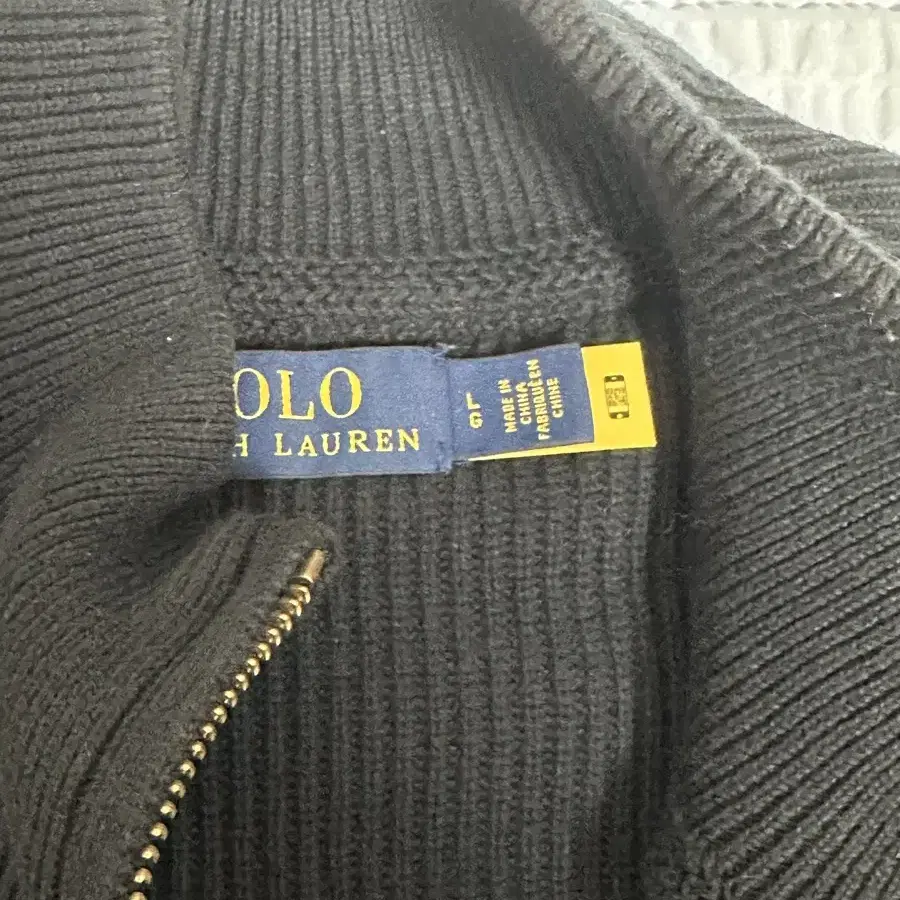 OLO
H LAUREN
L
G
MADE IN
CHINA
FABRIQUÉ EN
CHINE